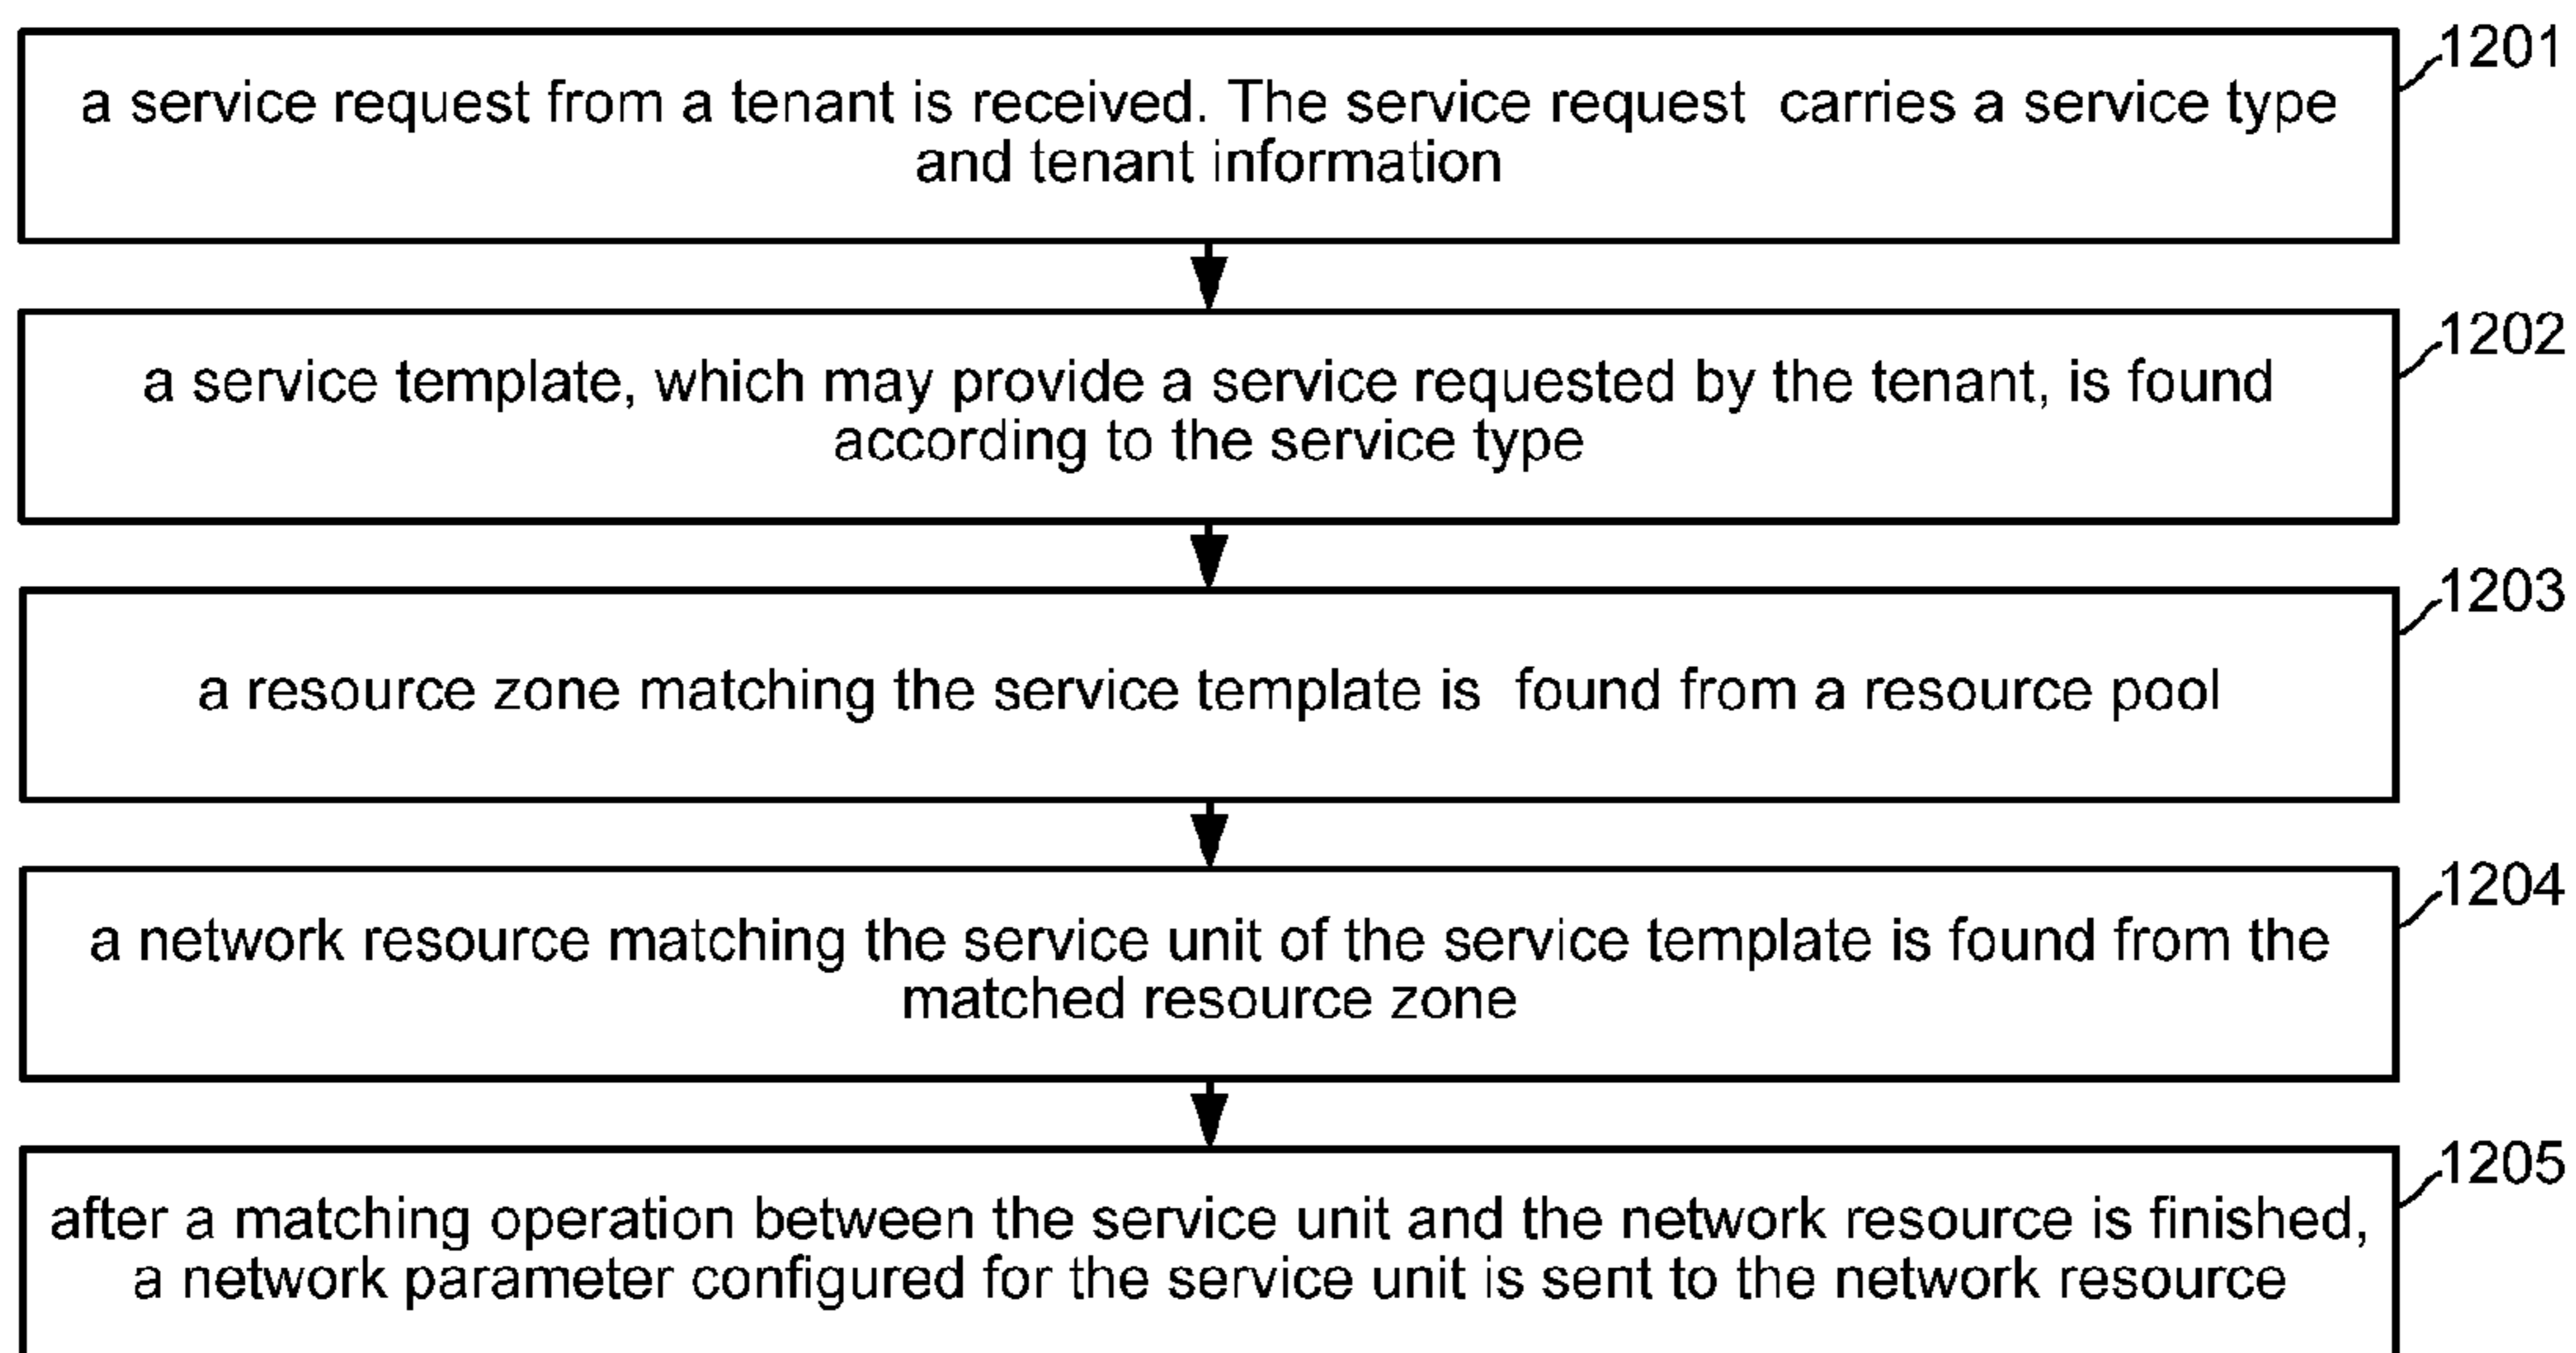 1201
a service request from a tenant is received. The service request carries a service type
and tenant information
1202
a service template, which may provide a service requested by the tenant, is found
according to the service type
1203
a resource zone matching the service template is found from a resource pool
1204
a network resource matching the service unit of the service template is found from the
matched resource zone
1205
after a matching operation between the service unit and the network resource is finished,
a network parameter configured for the service unit is sent to the network resource